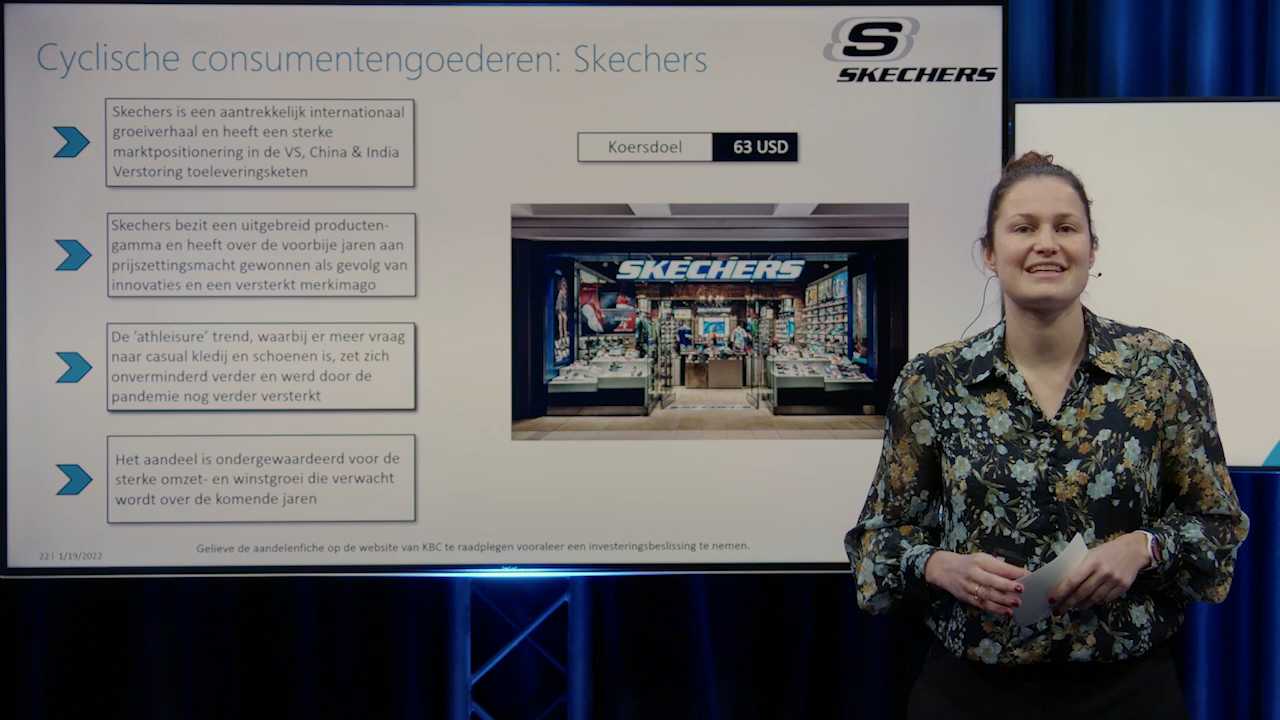 Cyclische consumentengoederen: Skechers
S
SKECHERS
Skechers is een aantrekkelijk internationaal
groeiverhaal en heeft een sterke
marktpositionering in de VS, China & India
Verstoring toeleveringsketen
Koersdoel 63 USD
Skechers bezit een uitgebreid producten-
gamma en heeft over de voorbije jaren aan
prijszettingsmacht gewonnen als gevolg van
innovaties en een versterkt merkimago
SKECHERS
De 'athleisure' trend, waarbij er meer vraag
naar casual kledij en schoenen is, zet zich
onverminderd verder en werd door de
pandemie nog verder versterkt
Het aandeel is ondergewaardeerd voor de
sterke omzet- en winstgroei die verwacht
wordt over de komende jaren
22 | 1/19/2022
Gelieve de aandelenfiche op de website van KBC te raadplegen vooraleer een investeringsbeslissing te nemen.